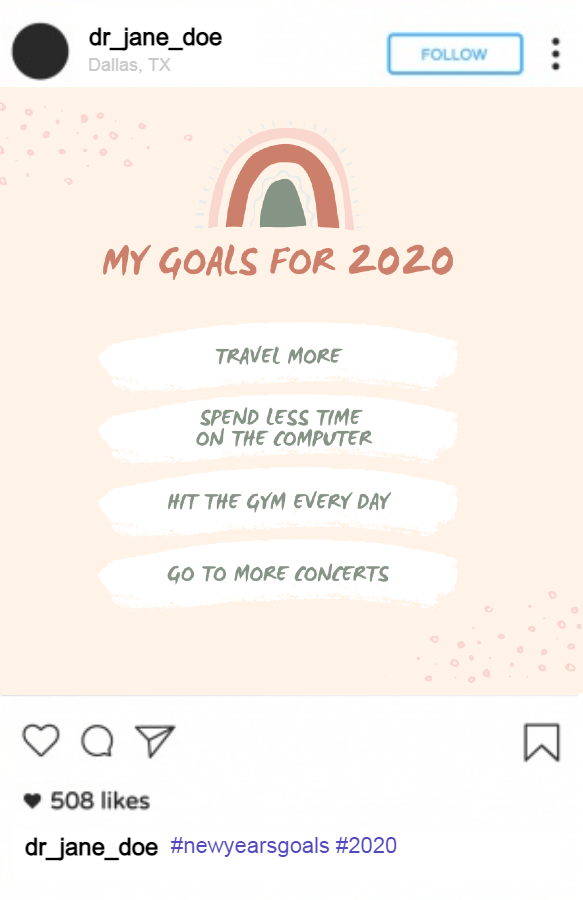 dr_jane_doe
Dallas, TX
FOLLOW
MY GOALS FOR 2020
TRAVEL MORE
SPEND LESS TIME
ON THE COMPUTER
HIT THE GYM EVERY DAY
GO TO MORE CONCERTS
508 likes
dr_jane_doe #newyearsgoals #2020